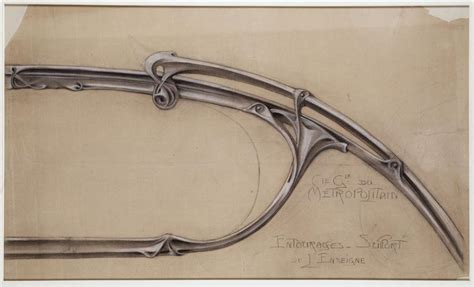 DU
METROPOLITAIN
ENTOURAGES - SUPPORT
DE L'ENSEIGNE